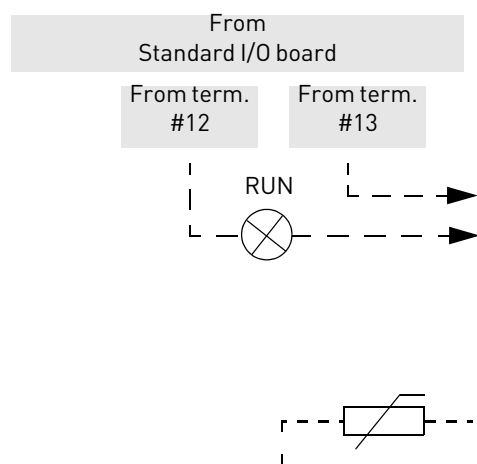 From
Standard I/O board
From term.
#12
From term.
#13
RUN